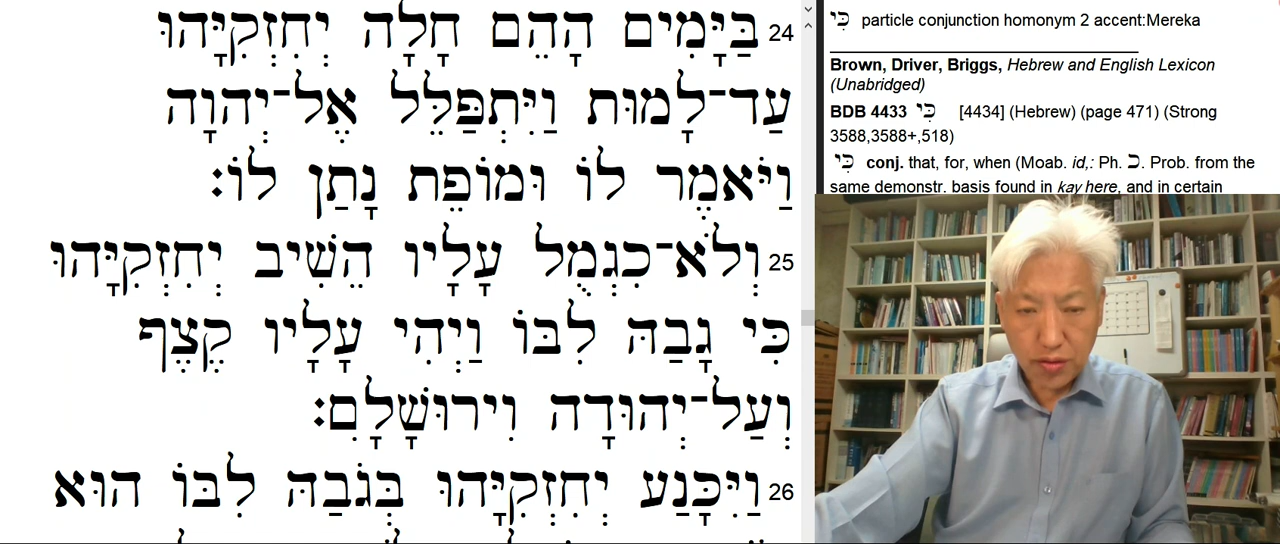 24 בַּיָּמִים הָהֵם חָלָה יְחִזְקִיָּהוּ
עַד־לָמוּת וַיִּתְפַּלֵּל אֶל־יְהוָה
וַיֹּאמֶר לוֹ וּמוֹפֵת נָתַן לוֹ׃
25 וְלֹא־כִגְמֻל עָלָיו הֵשִׁיב יְחִזְקִיָּהוּ
כִּי גָבַהּ לִבּוֹ וַיְהִי עָלָיו קֶצֶף
וְעַל־יְהוּדָה וִירוּשָׁלָםִ׃
26 וַיִּכָּנַע יְחִזְקִיָּהוּ בְּגֹבַהּ לִבּוֹ הוּא
כִּי particle conjunction homonym 2 accent:Mereka
Brown, Driver, Briggs, Hebrew and English Lexicon
(Unabridged)
BDB 4433 כִּי [4434] (Hebrew) (page 471) (Strong
3588,3588+,518)
כִּי conj. that, for, when (Moab. id,: Ph. כ. Prob. from the
same demonstr. basis found in kay here, and in certain